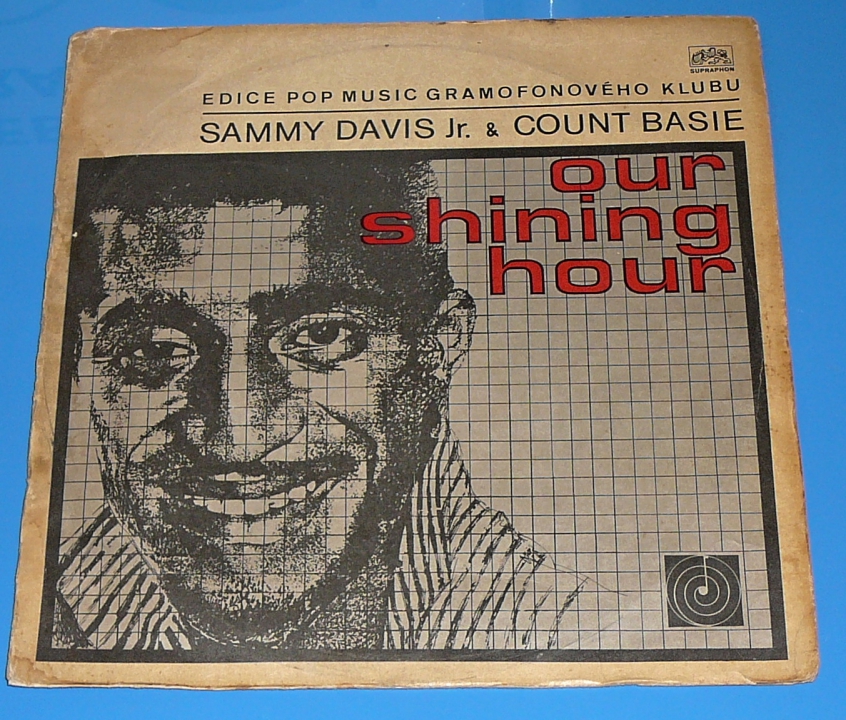 SUPRAPHON
EDICE POP MUSIC GRAMOFONOVÉHO KLUBU
SAMMY DAVIS Jr. & COUNT BASIE
our
shining
hour